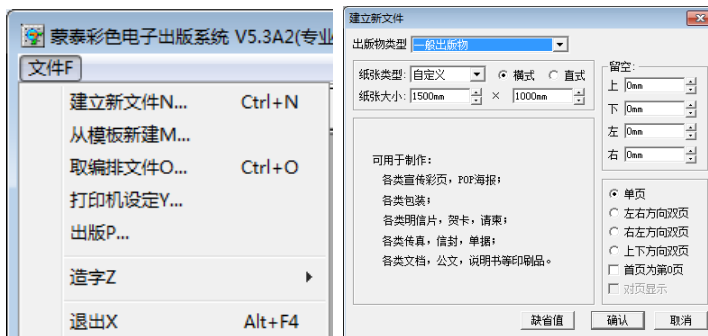 蒙泰彩色电子出版系统 V5.3A2(专业
文件F
建立新文件N... Ctrl+N
从模板新建M...
取编排文件O... Ctrl+O
打印机设定Y...
出版P...
造字Z
退出X Alt+F4
建立新文件
出版物类型 一般出版物
纸张类型: 自定义 横式 直式
纸张大小: 1500mm × 1000mm
留空:
上 0mm
下 0mm
左 0mm
右 0mm
可用于制作:
各类宣传彩页, POP海报;
各类包装;
各类明信片, 贺卡, 请柬;
各类传真, 信封, 单据;
各类文档, 公文, 说明书等印刷品。
单页
左右方向双页
右左方向双页
上下方向双页
首页为第0页
对页显示
缺省值 确认 取消